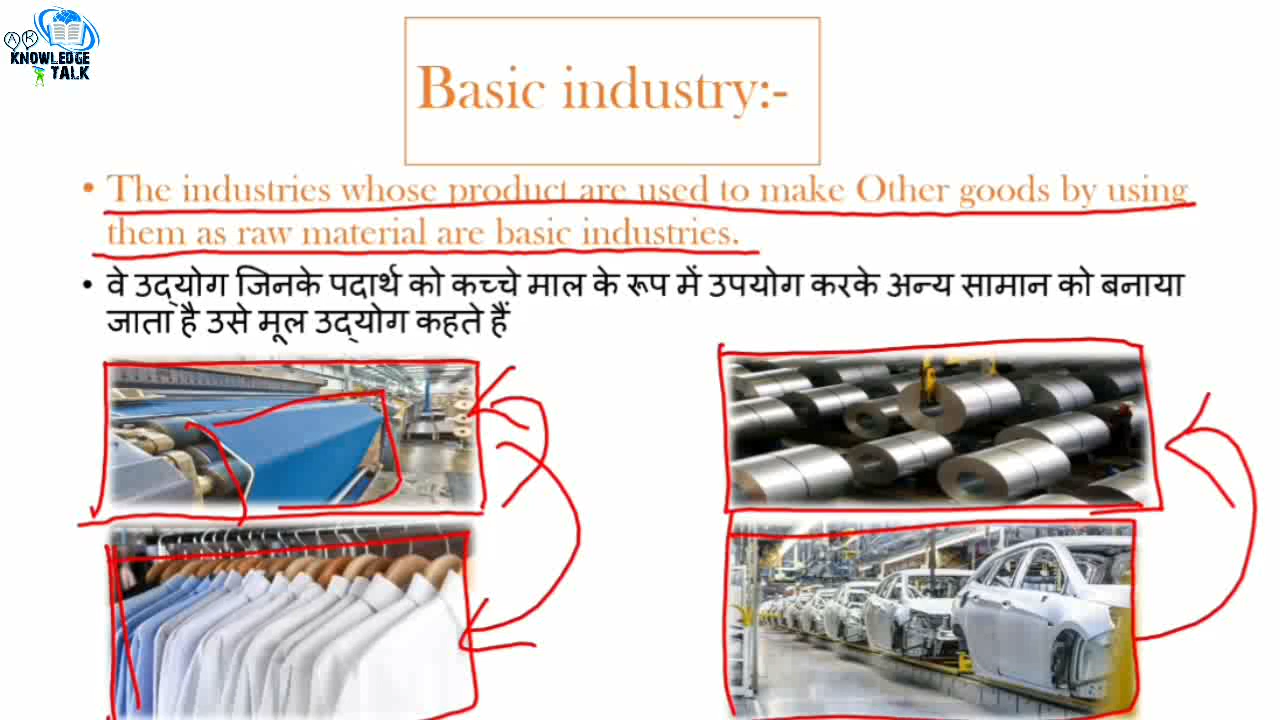 AK
KNOWLEDGE
TALK
Basic industry:-
• The industries whose product are used to make Other goods by using
them as raw material are basic industries.
• वे उद्योग जिनके पदार्थ को कच्चे माल के रूप में उपयोग करके अन्य सामान को बनाया
जाता है उसे मूल उद्योग कहते हैं